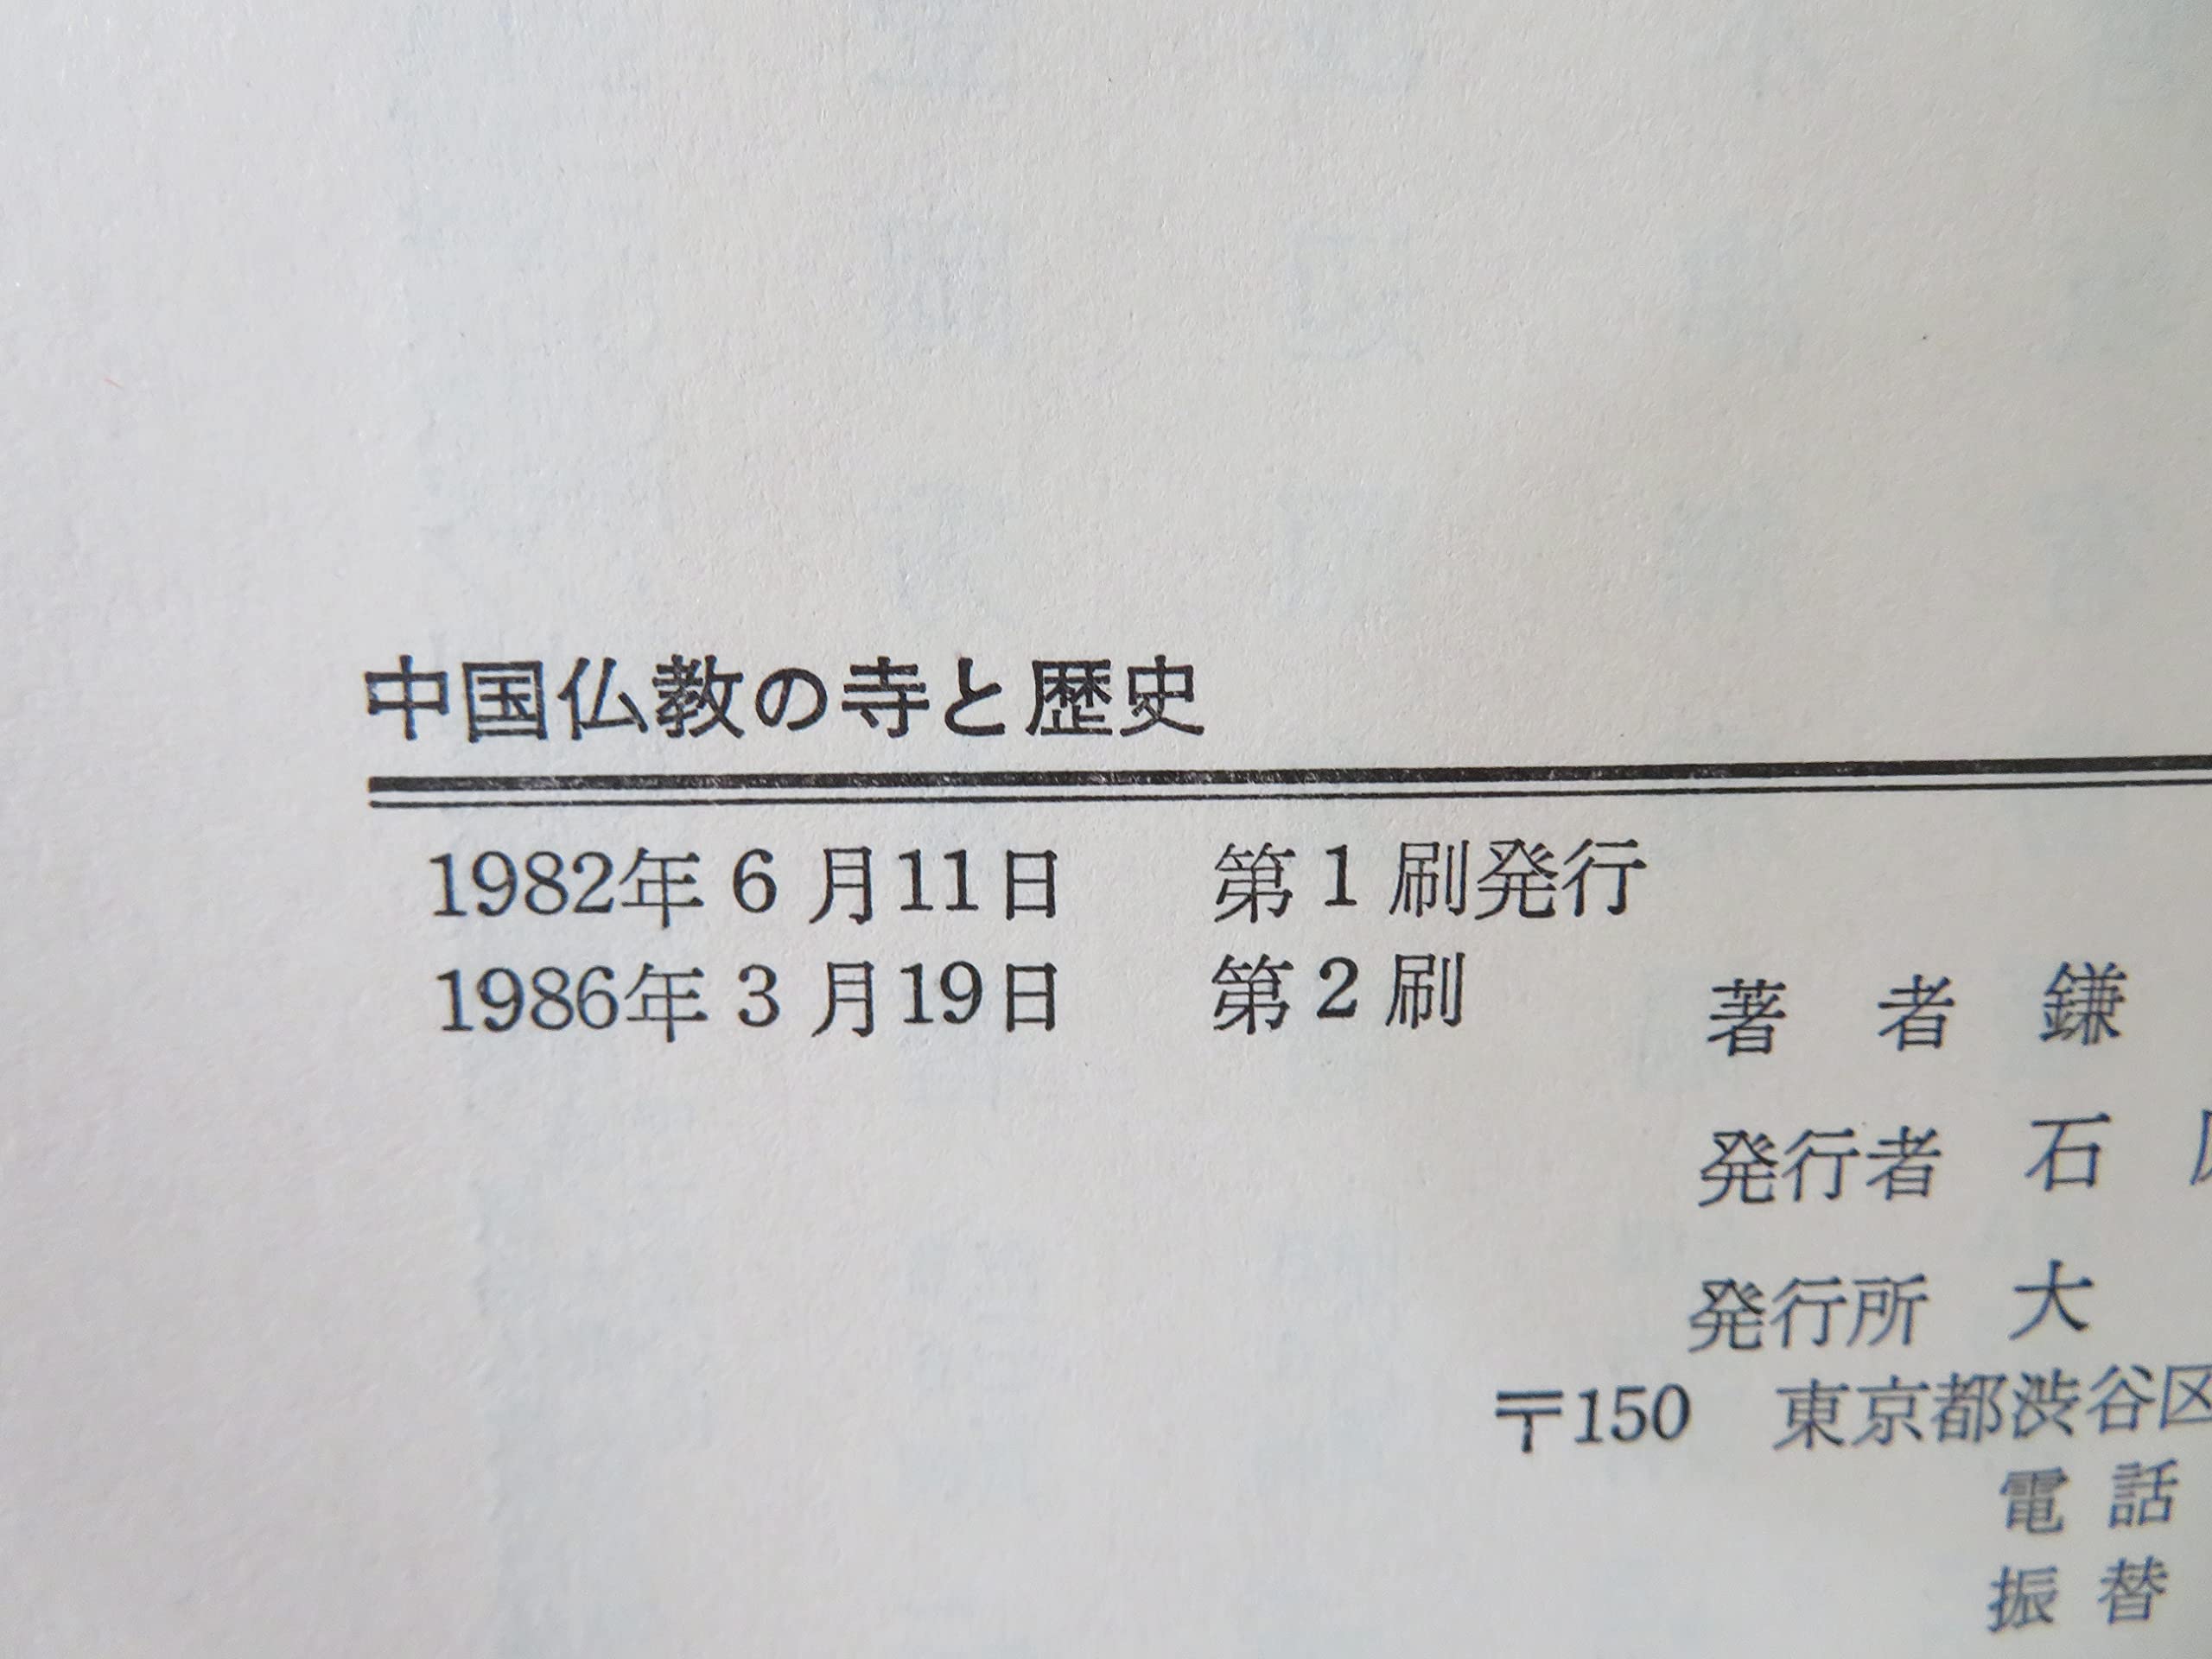 中国仏教の寺と歴史
1982年6月11日　第1刷発行
1986年3月19日　第2刷
著　者　鎌
発行者　石
発行所　大
〒150　東京都渋谷区
電　話
振　替